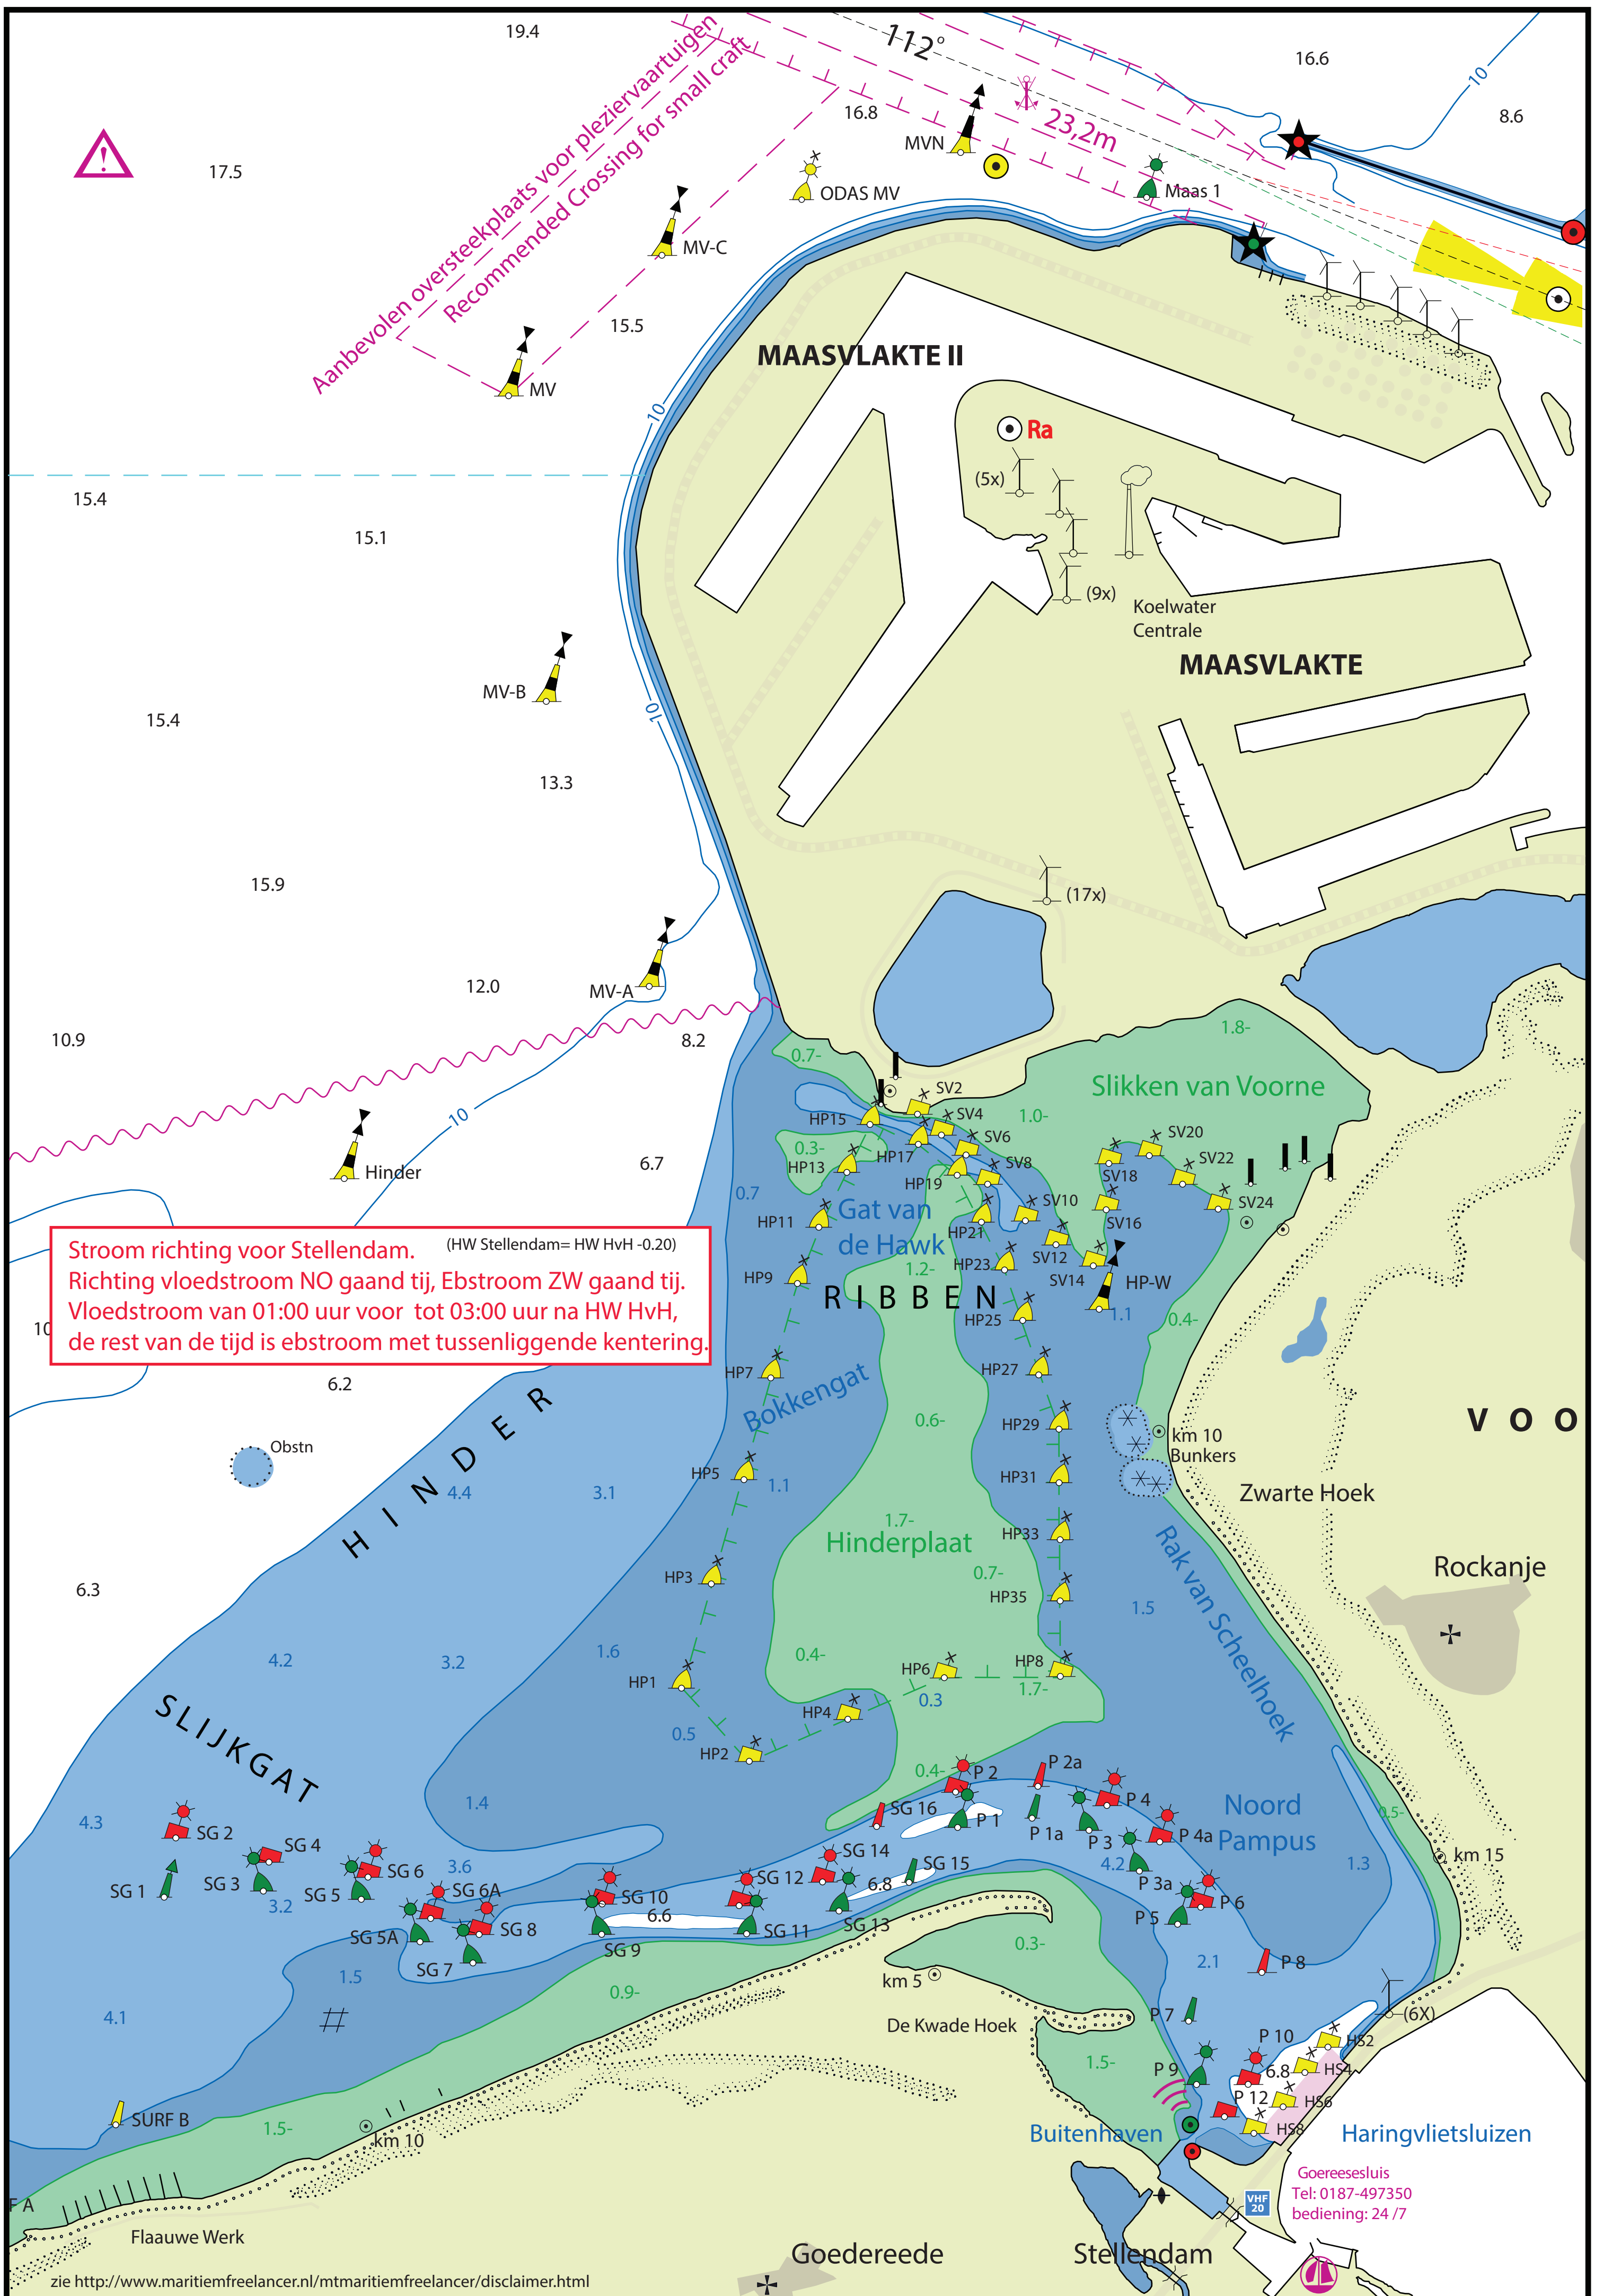 19.4
112°
16.6
10
16.8
8.6
Aanbevolen oversteekplaats voor pleziervaartuigen
Recommended Crossing for small craft
MVN
23,2m
17.5
ODAS MV
Maas 1
MV-C
15.5
MAASVLAKTE II
MV
10
Ra
15.4
(5x)
15.1
(9x)
Koelwater
Centrale
MAASVLAKTE
MV-B
10
15.4
13.3
15.9
(17x)
MV-A
12.0
10.9
8.2
1.8-
0.7-
Slikken van Voorne
SV2
10
HP15
SV4
1.0-
SV6
SV20
0.3-
HP13
HP17
SV8
SV18
SV22
6.7
Hinder
HP19
0.7
SV10
SV24
HP11
Gat van
de Hawk
HP21
SV16
Stroom richting voor Stellendam.
(HW Stellendam= HW HvH -0.20)
Richting vloedstroom NO gaand tij, Ebstroom ZW gaand tij.
Vloedstroom van 01:00 uur voor tot 03:00 uur na HW HvH,
de rest van de tijd is ebstroom met tussenliggende kentering.
HP9
1.2-
HP23
SV12
SV14
HP-W
RIBBEN
HP25
1.1
0.4-
10
6.2
HP7
HP27
Bokkengat
HINDER
0.6-
HP29
VOO
Obstn
km 10
Bunkers
HP5
1.1
HP31
4.4
3.1
Zwarte Hoek
1.7-
Hinderplaat
HP33
Rak van Scheelhoek
Rockanje
HP3
0.7-
6.3
HP35
1.5
4.2
3.2
1.6
0.4-
HP1
HP6
HP8
SLIJKGAT
0.3
1.7-
HP4
0.5
HP2
0.4-
P 2
P 2a
1.4
SG 16
P 4
Noord
Pampus
0.5-
4.3
SG 2
P 1
P 1a
P 3
P 4a
SG 4
SG 14
km 15
SG 3
SG 6
3.6
SG 15
4.2
1.3
SG 1
SG 5
SG 6A
SG 10
SG 12
6.8
P 3a
3.2
6.6
P 6
SG 5A
SG 8
SG 11
SG 13
P 5
SG 7
SG 9
0.3-
2.1
P 8
1.5
km 5
0.9-
4.1
De Kwade Hoek
P 7
(6X)
P 10
HS2
1.5-
P 9
6.8
HS4
P 12
HS6
SURF B
1.5-
HS8
km 10
Buitenhaven
Haringvlietsluizen
Goereesesluis
Tel: 0187-497350
bediening: 24 /7
VHF
20
F A
Flaauwe Werk
Goedereede
Stellendam
zie http://www.maritiemfreelancer.nl/mtmaritiemfreelancer/disclaimer.html